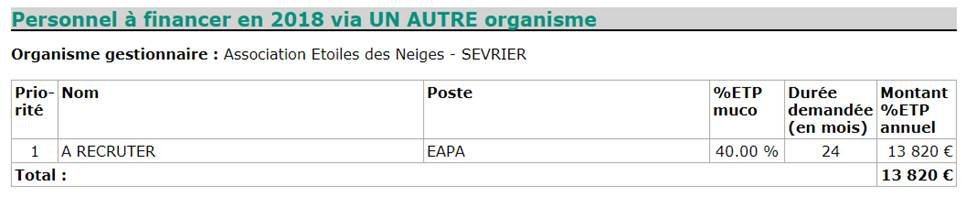 Personnel à financer en 2018 via UN AUTRE organisme
Organisme gestionnaire : Association Etoiles des Neiges - SEVRIER
Prio- Nom Poste %ETP Durée Montant
rité muco demandée %ETP
(en mois) annuel
1 A RECRUTER EAPA 40.00 % 24 13 820 €
Total : 13 820 €